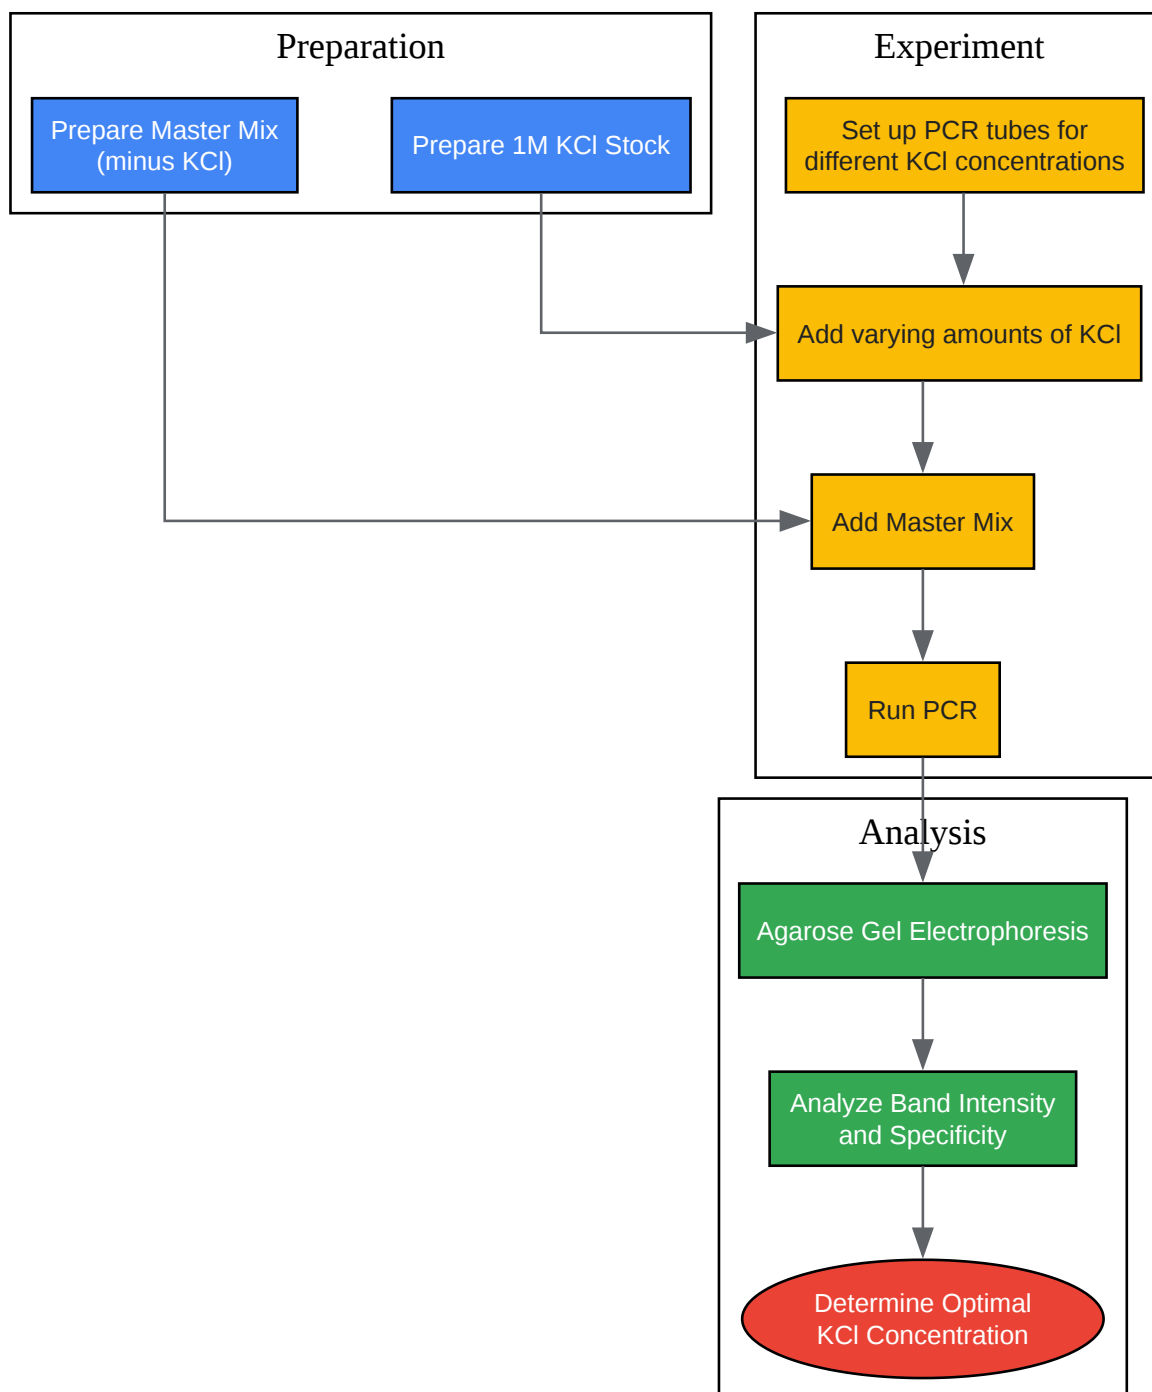 Preparation
Prepare Master Mix
(minus KCl)
Prepare 1M KCl Stock
Experiment
Set up PCR tubes for
different KCl concentrations
Add varying amounts of KCl
Add Master Mix
Run PCR
Analysis
Agarose Gel Electrophoresis
Analyze Band Intensity
and Specificity
Determine Optimal
KCl Concentration